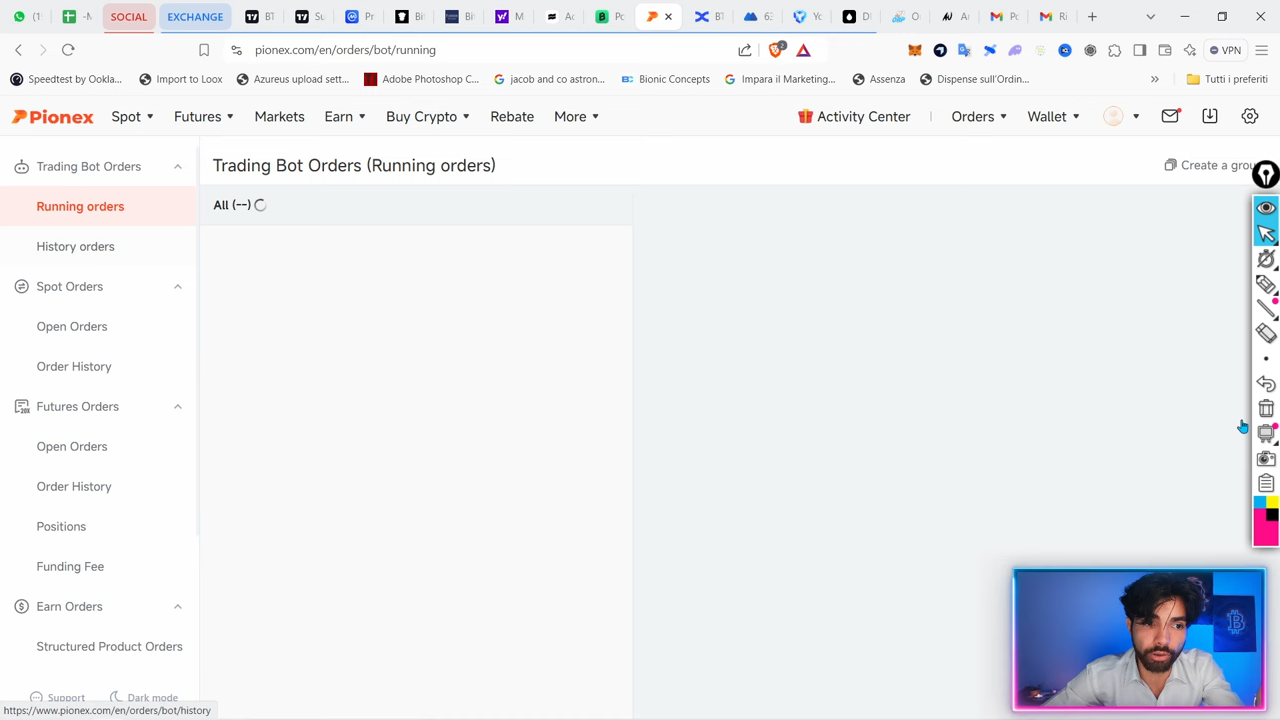 SOCIAL
EXCHANGE
pionex.com/en/orders/bot/running
VPN
Speedtest by Ookla...
Import to Loox
Azureus upload sett...
Adobe Photoshop C...
jacob and co astron...
Bionic Concepts
Impara il Marketing...
Assenza
Dispense sull'Ordin...
Tutti i preferiti
Pionex
Spot
Futures
Markets
Earn
Buy Crypto
Rebate
More
Activity Center
Orders
Wallet
Trading Bot Orders
Running orders
History orders
Spot Orders
Open Orders
Order History
Futures Orders
Open Orders
Order History
Positions
Funding Fee
Earn Orders
Structured Product Orders
Support
Dark mode
https://www.pionex.com/en/orders/bot/history
Trading Bot Orders (Running orders)
Create a grou
All (--)